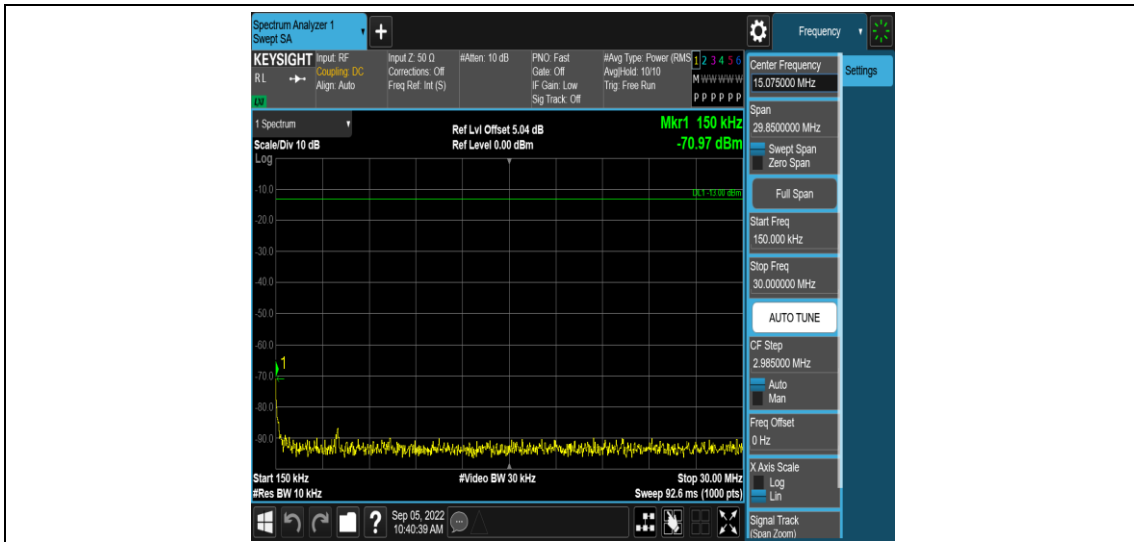 Spectrum Analyzer 1
Swept SA
+
Frequency
KEYSIGHT
RL
LXI
Input: RF
Coupling: DC
Align: Auto
Input Z: 50 Ω
Corrections: Off
Freq Ref: Int (S)
#Atten: 10 dB
PNO: Fast
Gate: Off
IF Gain: Low
Sig Track: Off
#Avg Type: Power (RMS
Avg|Hold: 10/10
Trig: Free Run
1 2 3 4 5 6
M W W W W W
P P P P P P
1 Spectrum
Scale/Div 10 dB
Log
Ref Lvl Offset 5.04 dB
Ref Level 0.00 dBm
Mkr1 150 kHz
-70.97 dBm
DL1 -13.00 dBm
-10.0
-20.0
-30.0
-40.0
-50.0
-60.0
-70.0
-80.0
-90.0
1
Start 150 kHz
#Res BW 10 kHz
#Video BW 30 kHz
Stop 30.00 MHz
Sweep 92.6 ms (1000 pts)
Center Frequency
15.075000 MHz
Settings
Span
29.8500000 MHz
Swept Span
Zero Span
Full Span
Start Freq
150.000 kHz
Stop Freq
30.000000 MHz
AUTO TUNE
CF Step
2.985000 MHz
Auto
Man
Freq Offset
0 Hz
X Axis Scale
Log
Lin
Signal Track
(Span Zoom)
?
Sep 05, 2022
10:40:39 AM